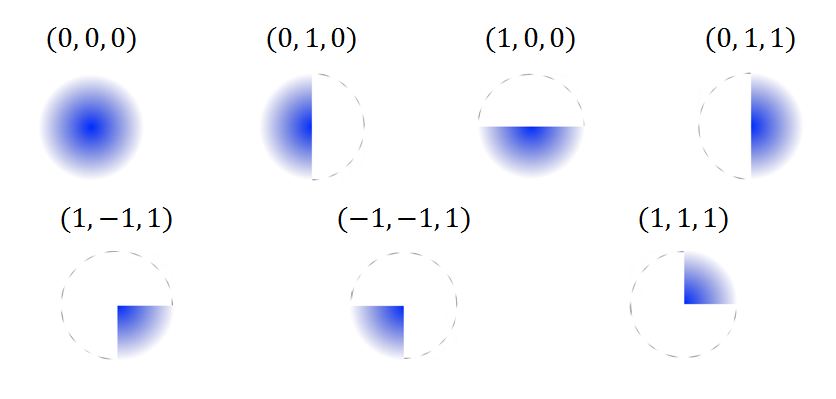 (0, 0, 0) (0, 1, 0) (1, 0, 0) (0, 1, 1)
(1, −1, 1) (−1, −1, 1) (1, 1, 1)